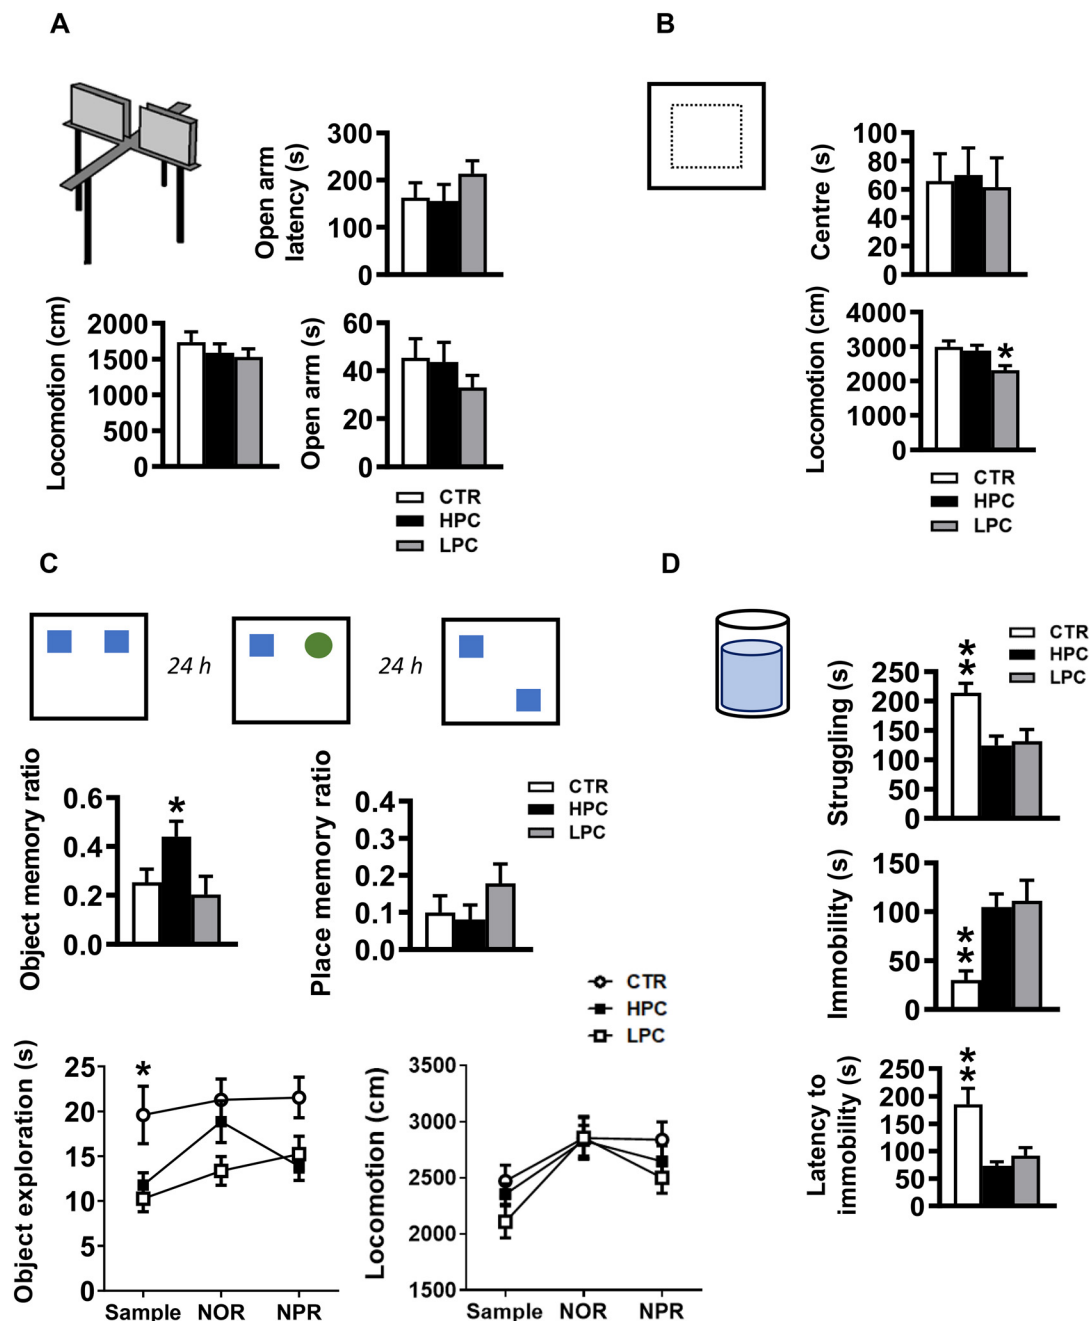 A
Open arm
latency (s)
300
200
100
0
Locomotion (cm)
2000
1500
1000
500
0
Open arm (s)
60
40
20
0
CTR
HPC
LPC
B
Centre (s)
100
80
60
40
20
0
Locomotion (cm)
4000
3000
2000
1000
0
*
CTR
HPC
LPC
C
24 h
24 h
Object memory ratio
0.6
0.4
0.2
0.0
*
Place memory ratio
0.4
0.3
0.2
0.1
0.0
CTR
HPC
LPC
CTR
HPC
LPC
Object exploration (s)
25
20
15
10
5
0
*
Sample NOR NPR
Locomotion (cm)
3500
3000
2500
2000
1500
Sample NOR NPR
D
CTR
HPC
LPC
Struggling (s)
250
200
150
100
50
0
**
Immobility (s)
150
100
50
0
**
Latency to
immobility (s)
250
200
150
100
50
0
**